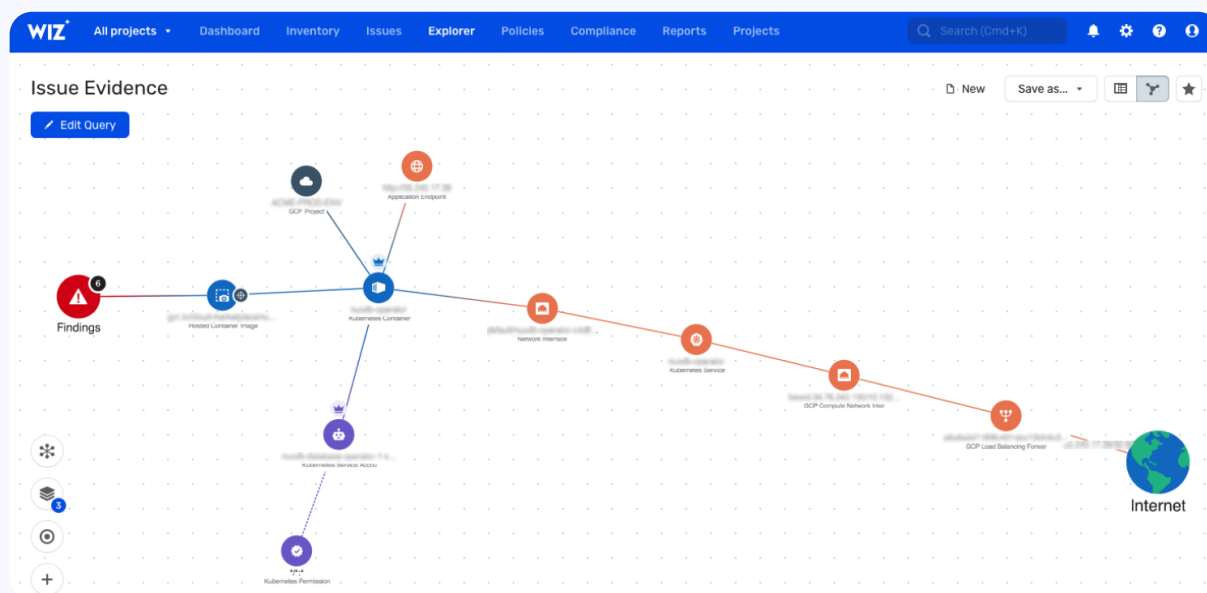 WIZ
All projects Dashboard Inventory Issues Explorer Policies Compliance Reports Projects Search (Cmd+K)
Issue Evidence
New Save as...
Edit Query
GCP Project
Application Endpoint
6
Findings
Hosted Container Image
Kubernetes Container
Network Interface
Kubernetes Service
GCP Compute Network Inter
GCP Load Balancing Forwar
Internet
Kubernetes Service Accou
3
Kubernetes Permission